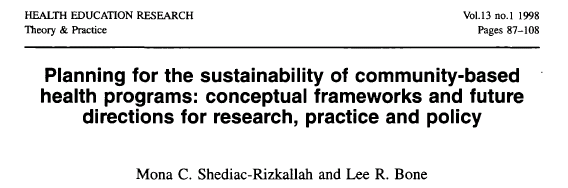 HEALTH EDUCATION RESEARCH
Vol.13 no.1 1998
Theory & Practice
Pages 87–108
Planning for the sustainability of community-based
health programs: conceptual frameworks and future
directions for research, practice and policy
Mona C. Shediac-Rizkallah and Lee R. Bone